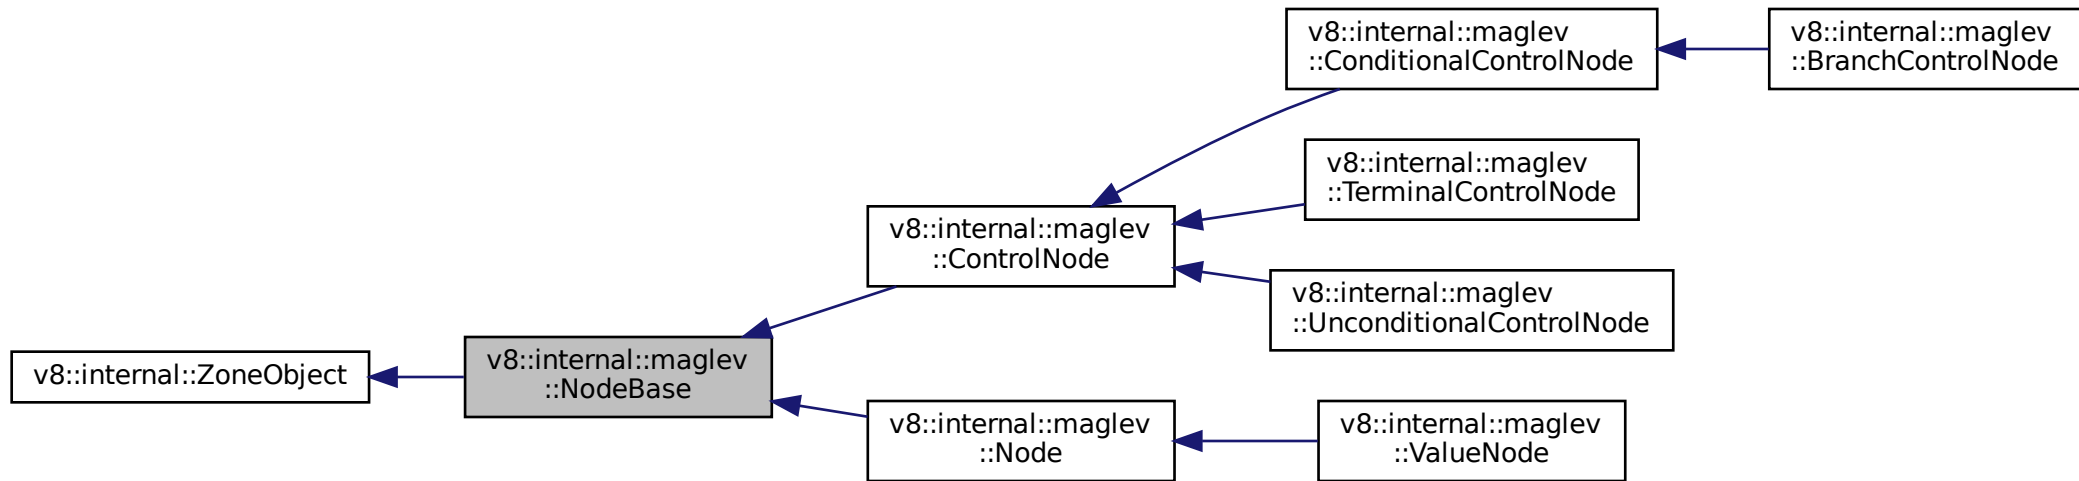 v8::internal::maglev
::ConditionalControlNode
v8::internal::maglev
::BranchControlNode
v8::internal::maglev
::TerminalControlNode
v8::internal::maglev
::ControlNode
v8::internal::maglev
::UnconditionalControlNode
v8::internal::ZoneObject
v8::internal::maglev
::NodeBase
v8::internal::maglev
::Node
v8::internal::maglev
::ValueNode